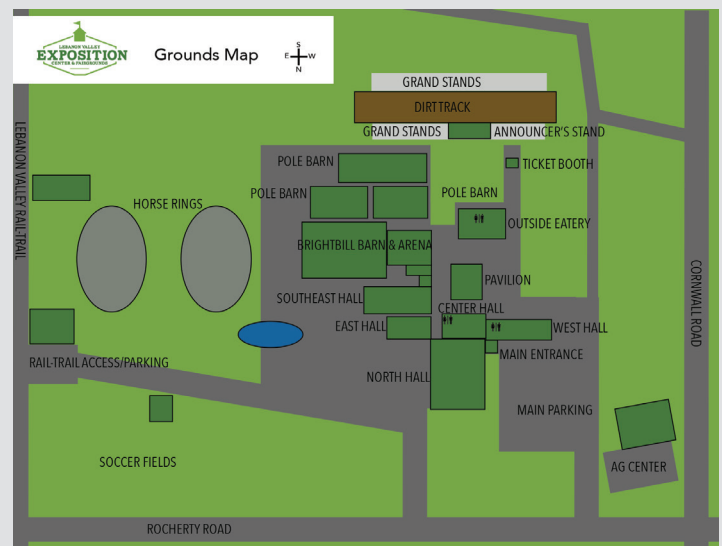 LEBANON VALLEY
EXPOSITION
CENTER & FAIRGROUNDS
Grounds Map
S
E W
N
GRAND STANDS
DIRT TRACK
GRAND STANDS
ANNOUNCER'S STAND
POLE BARN
TICKET BOOTH
POLE BARN
POLE BARN
HORSE RINGS
OUTSIDE EATERY
BRIGHTBILL BARN & ARENA
PAVILION
SOUTHEAST HALL
CENTER HALL
EAST HALL
WEST HALL
MAIN ENTRANCE
RAIL-TRAIL ACCESS/PARKING
NORTH HALL
MAIN PARKING
SOCCER FIELDS
AG CENTER
ROCHERTY ROAD
LEBANON VALLEY RAIL-TRAIL
CORNWALL ROAD